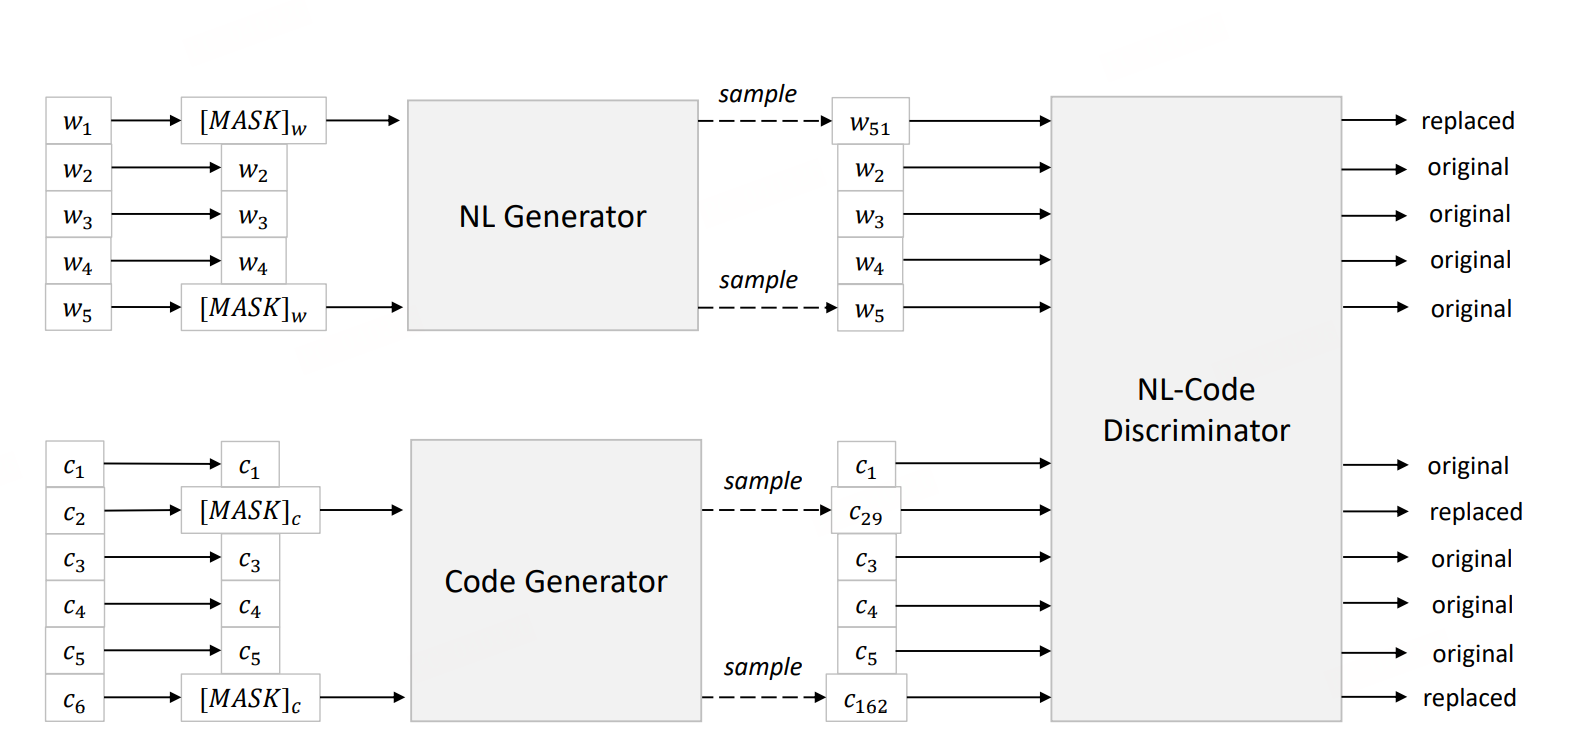 sample
w₁ [MASK]w w₅₁ replaced
w₂ w₂ w₂ original
w₃ w₃ NL Generator w₃ original
w₄ w₄ w₄ original
sample
w₅ [MASK]w w₅ original
NL-Code
Discriminator
c₁ c₁ c₁ original
sample
c₂ [MASK]c c₂₉ replaced
c₃ c₃ c₃ original
Code Generator
c₄ c₄ c₄ original
c₅ c₅ c₅ original
sample
c₆ [MASK]c c₁₆₂ replaced